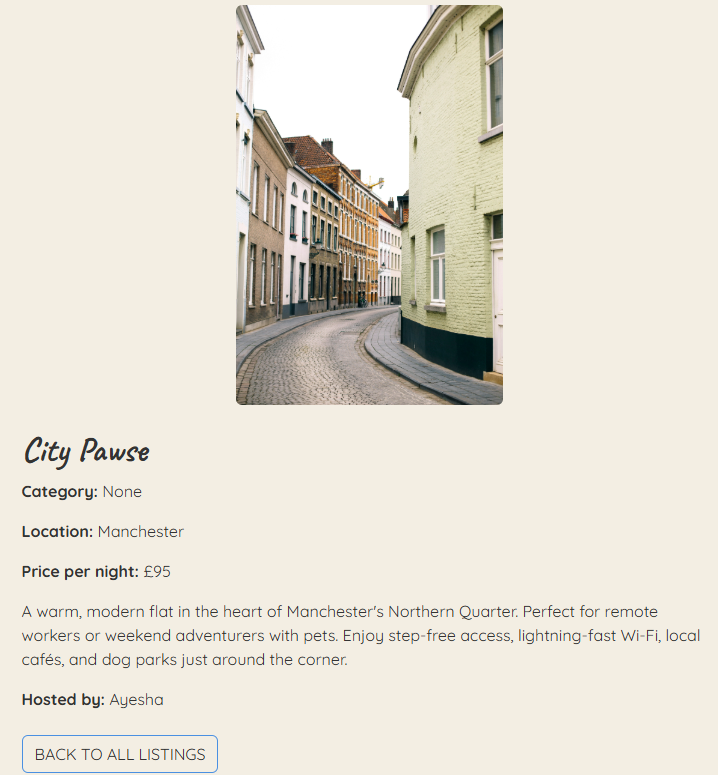 City Pawse
Category: None
Location: Manchester
Price per night: £95
A warm, modern flat in the heart of Manchester's Northern Quarter. Perfect for remote
workers or weekend adventurers with pets. Enjoy step-free access, lightning-fast Wi-Fi, local
cafés, and dog parks just around the corner.
Hosted by: Ayesha
BACK TO ALL LISTINGS